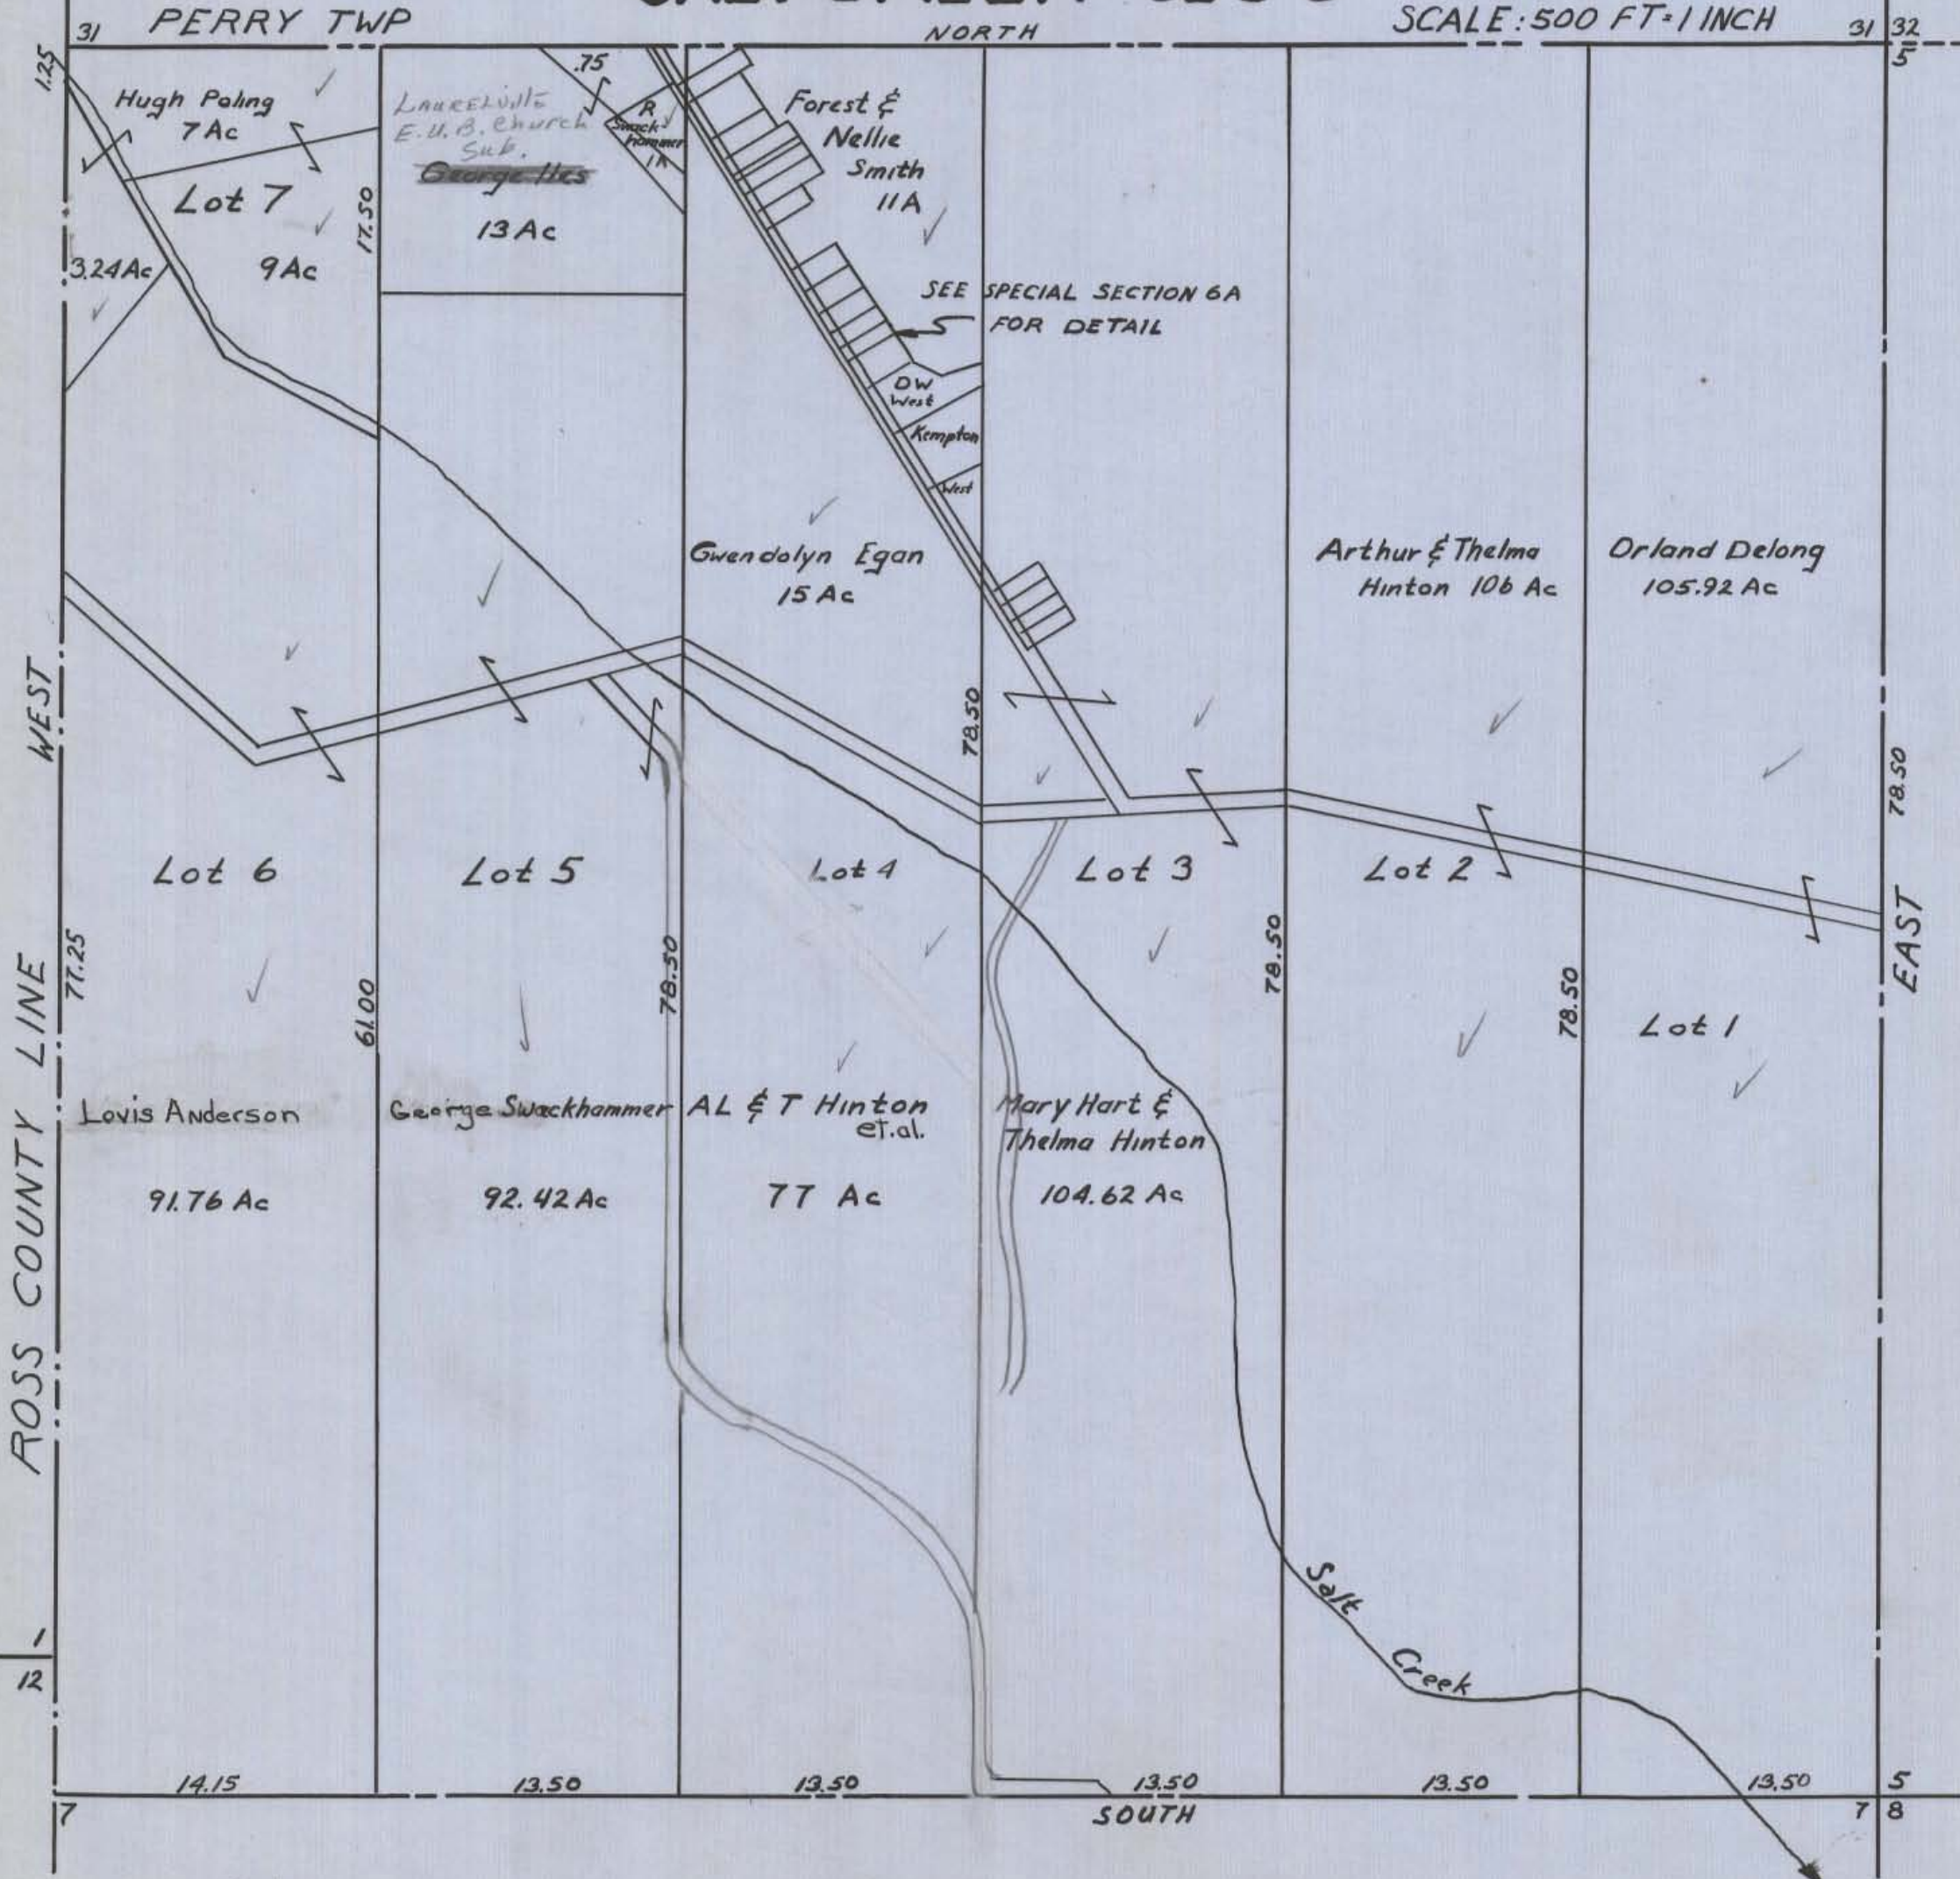 PERRY TWP
31
NORTH
SCALE: 500 FT = 1 INCH
31
32
5
1.25
Hugh Poling
7 Ac
LAURELVILLE
E.U.B. Church
Sub.
George Iles
13 Ac
.75
R
Swack
hammer
1A
Forest &
Nellie
Smith
11A
Lot 7
17.50
3.24 Ac
9 Ac
SEE SPECIAL SECTION 6A
FOR DETAIL
DW
West
Kempton
West
Gwendolyn Egan
15 Ac
Arthur & Thelma
Hinton 106 Ac
Orland Delong
105.92 Ac
WEST
78.50
78.50
Lot 6
Lot 5
Lot 4
Lot 3
Lot 2
EAST
77.25
61.00
78.50
78.50
78.50
Lot 1
ROSS COUNTY LINE
Lovis Anderson
91.76 Ac
George Swackhammer
92.42 Ac
AL & T Hinton
et.al.
77 Ac
Mary Hart &
Thelma Hinton
104.62 Ac
Salt
Creek
1
12
14.15
13.50
13.50
13.50
13.50
13.50
5
7
SOUTH
7
8